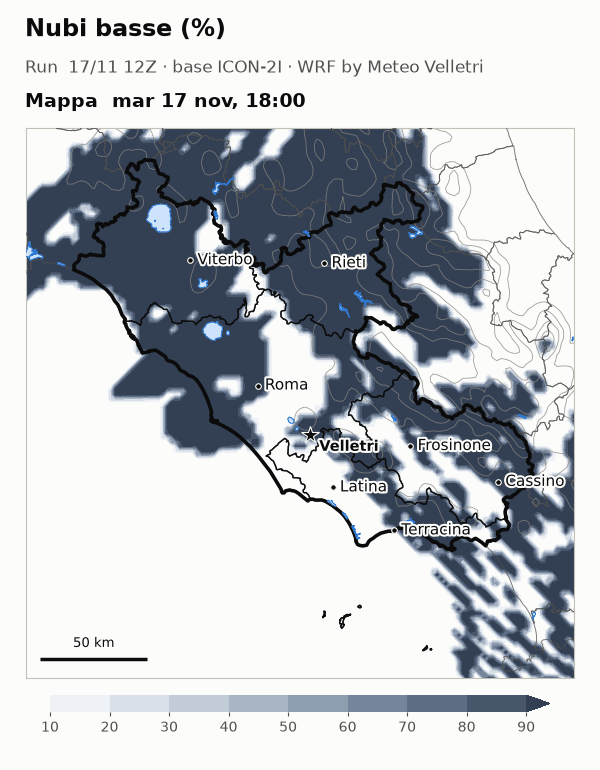 Nubi basse (%)
Run  17/11 12Z · base ICON-2I · WRF by Meteo Velletri
Mappa  mar 17 nov, 18:00
Viterbo
Rieti
Roma
Velletri
Frosinone
Cassino
Latina
Terracina
50 km
10 20 30 40 50 60 70 80 90